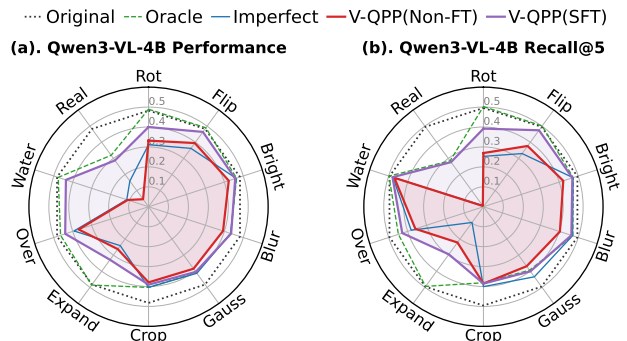 Original Oracle Imperfect V-QPP(Non-FT) V-QPP(SFT)
(a). Qwen3-VL-4B Performance
Rot
Flip
Bright
Blur
Gauss
Crop
Expand
Over
Water
Real
0.5
0.4
0.3
0.2
0.1
(b). Qwen3-VL-4B Recall@5
Rot
Flip
Bright
Blur
Gauss
Crop
Expand
Over
Water
Real
0.5
0.4
0.3
0.2
0.1